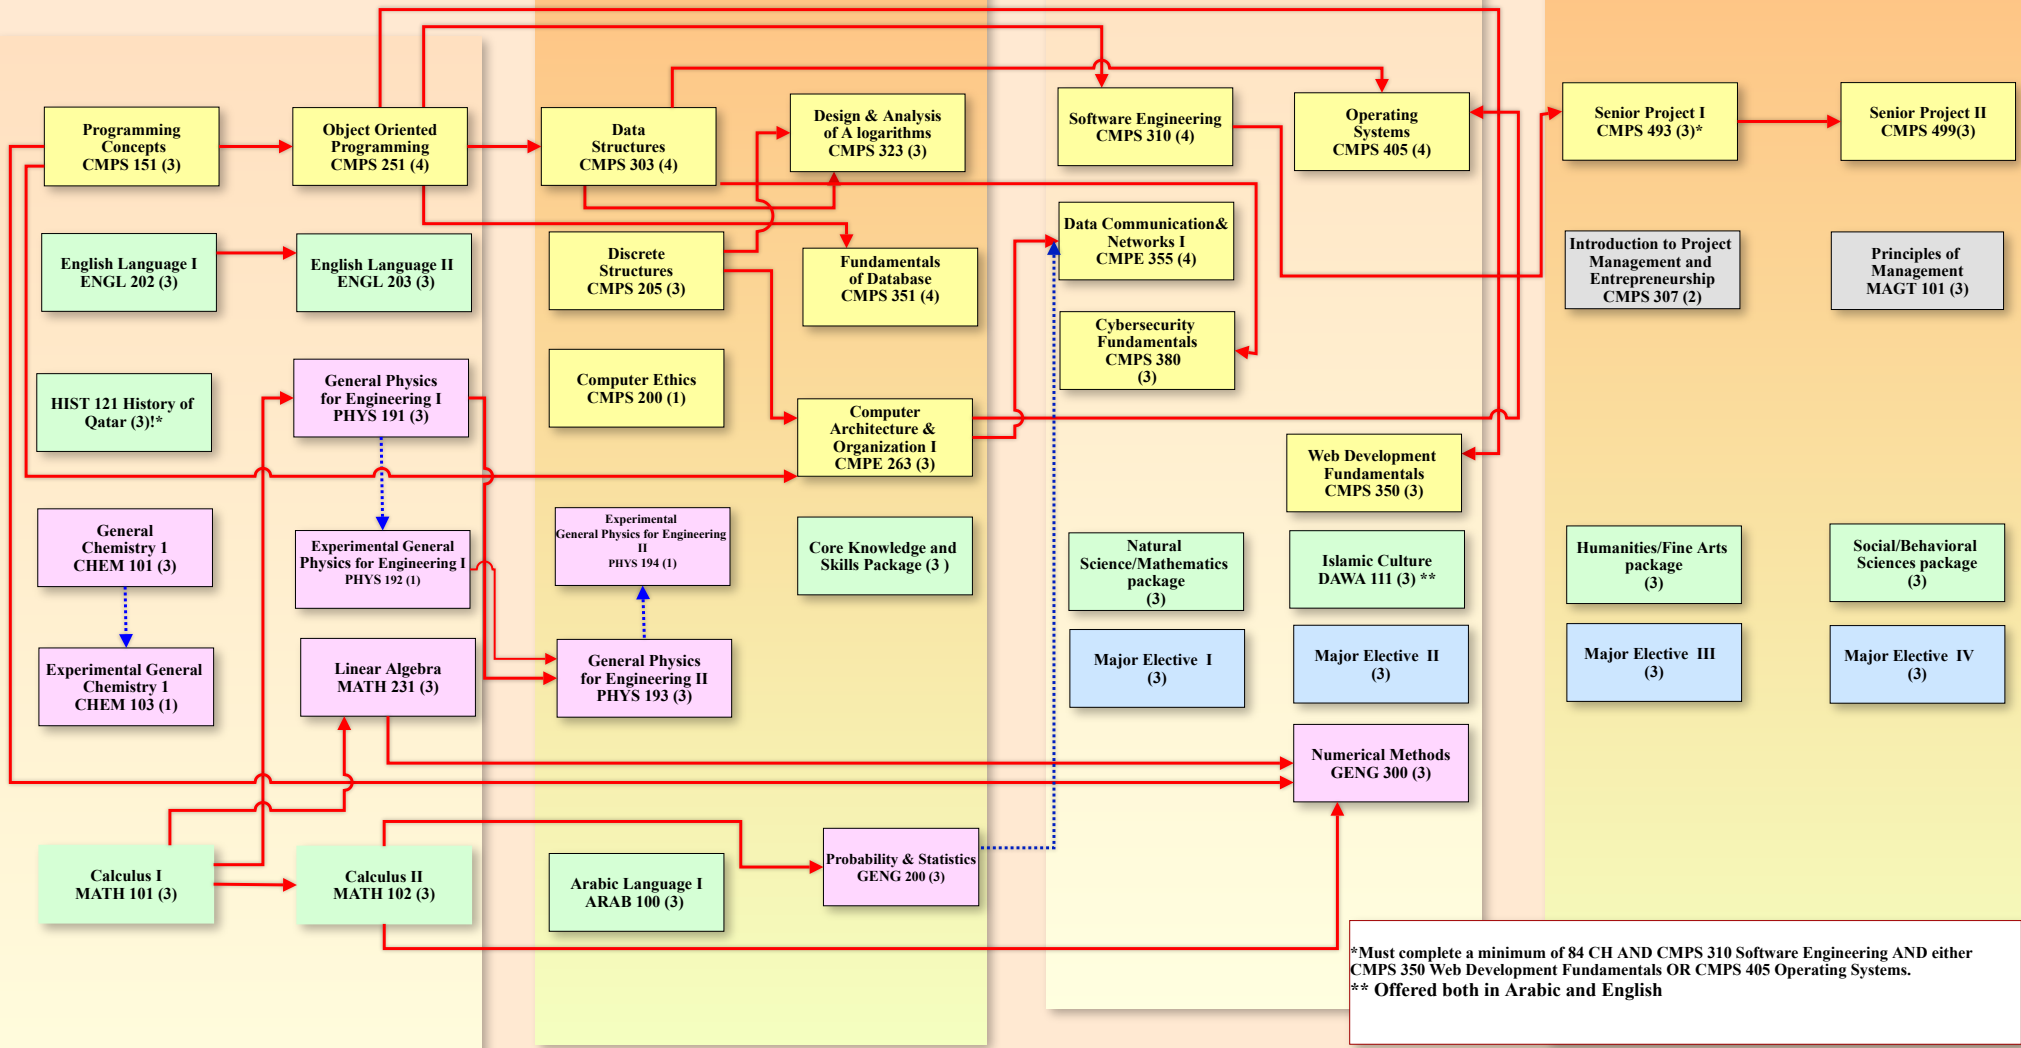 Programming
Concepts
CMPS 151 (3)
Object Oriented
Programming
CMPS 251 (4)
Data
Structures
CMPS 303 (4)
Design & Analysis
of A logarithms
CMPS 323 (3)
Software Engineering
CMPS 310 (4)
Operating
Systems
CMPS 405 (4)
Senior Project I
CMPS 493 (3)*
Senior Project II
CMPS 499(3)
English Language I
ENGL 202 (3)
English Language II
ENGL 203 (3)
Discrete
Structures
CMPS 205 (3)
Fundamentals
of Database
CMPS 351 (4)
Data Communication&
Networks I
CMPE 355 (4)
Introduction to Project
Management and
Entrepreneurship
CMPS 307 (2)
Principles of
Management
MAGT 101 (3)
Cybersecurity
Fundamentals
CMPS 380
(3)
HIST 121 History of
Qatar (3)!*
General Physics
for Engineering I
PHYS 191 (3)
Computer Ethics
CMPS 200 (1)
Computer
Architecture &
Organization I
CMPE 263 (3)
Web Development
Fundamentals
CMPS 350 (3)
General
Chemistry 1
CHEM 101 (3)
Experimental General
Physics for Engineering I
PHYS 192 (1)
Experimental
General Physics for Engineering
II
PHYS 194 (1)
Core Knowledge and
Skills Package (3 )
Natural
Science/Mathematics
package
(3)
Islamic Culture
DAWA 111 (3) **
Humanities/Fine Arts
package
(3)
Social/Behavioral
Sciences package
(3)
Experimental General
Chemistry 1
CHEM 103 (1)
Linear Algebra
MATH 231 (3)
General Physics
for Engineering II
PHYS 193 (3)
Major Elective I
(3)
Major Elective II
(3)
Major Elective III
(3)
Major Elective IV
(3)
Numerical Methods
GENG 300 (3)
Calculus I
MATH 101 (3)
Calculus II
MATH 102 (3)
Arabic Language I
ARAB 100 (3)
Probability & Statistics
GENG 200 (3)
*Must complete a minimum of 84 CH AND CMPS 310 Software Engineering AND either
CMPS 350 Web Development Fundamentals OR CMPS 405 Operating Systems.
** Offered both in Arabic and English